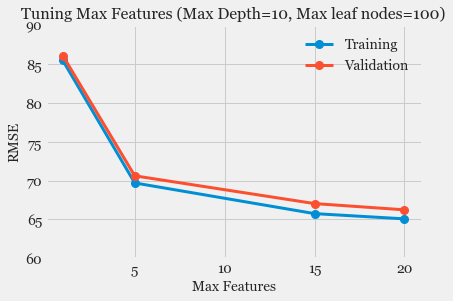 Tuning Max Features (Max Depth=10, Max leaf nodes=100)
90
85
80
75
70
65
60
RMSE
Training
Validation
5 10 15 20
Max Features